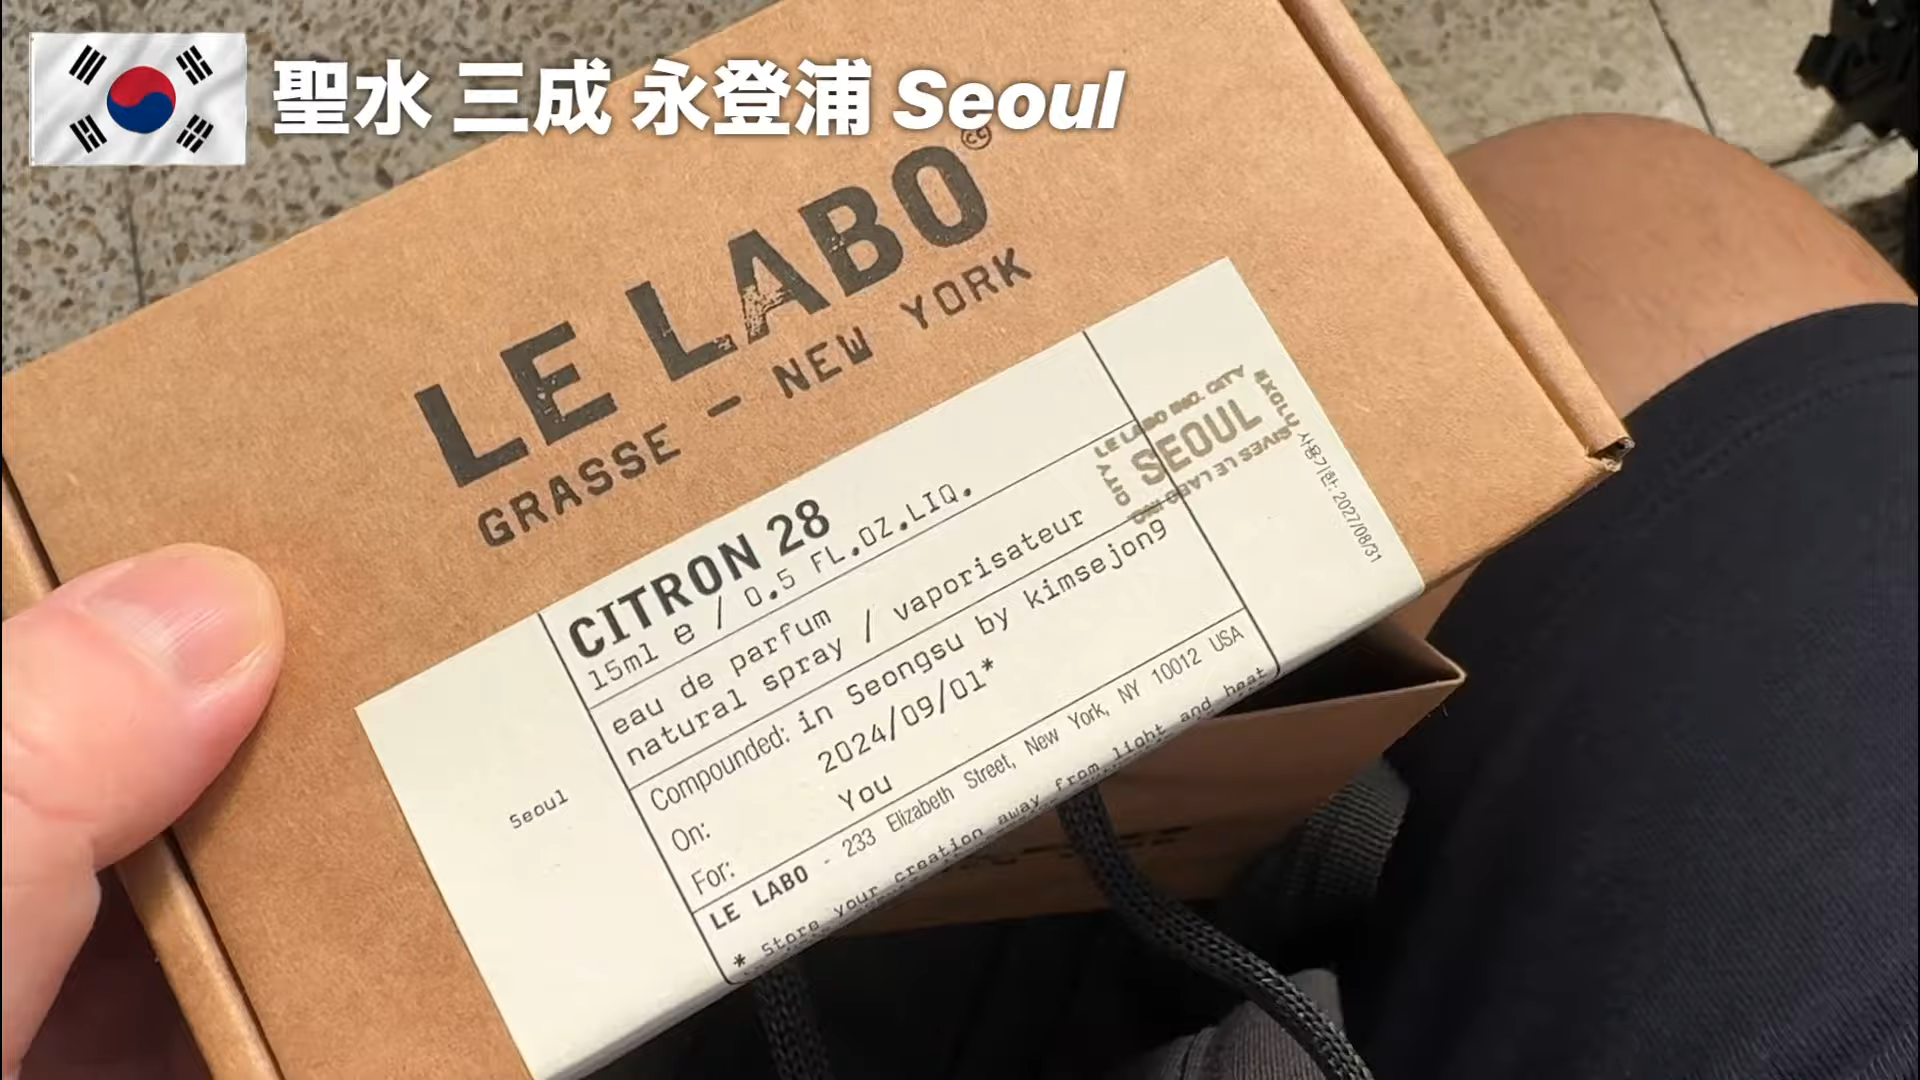 聖水 三成 永登浦 Seoul
LE LABO
GRASSE — NEW YORK
CITRON 28
15ml e / 0.5 FL.OZ.LIQ.
eau de parfum
natural spray / vaporisateur
Compounded: in Seongsu by kimsejong
On: 2024/09/01*
For: You
LE LABO - 233 Elizabeth Street, New York, NY 10012 USA
* Store your creation away from light and heat
Seoul
SEOUL
사용기한: 2027/08/31